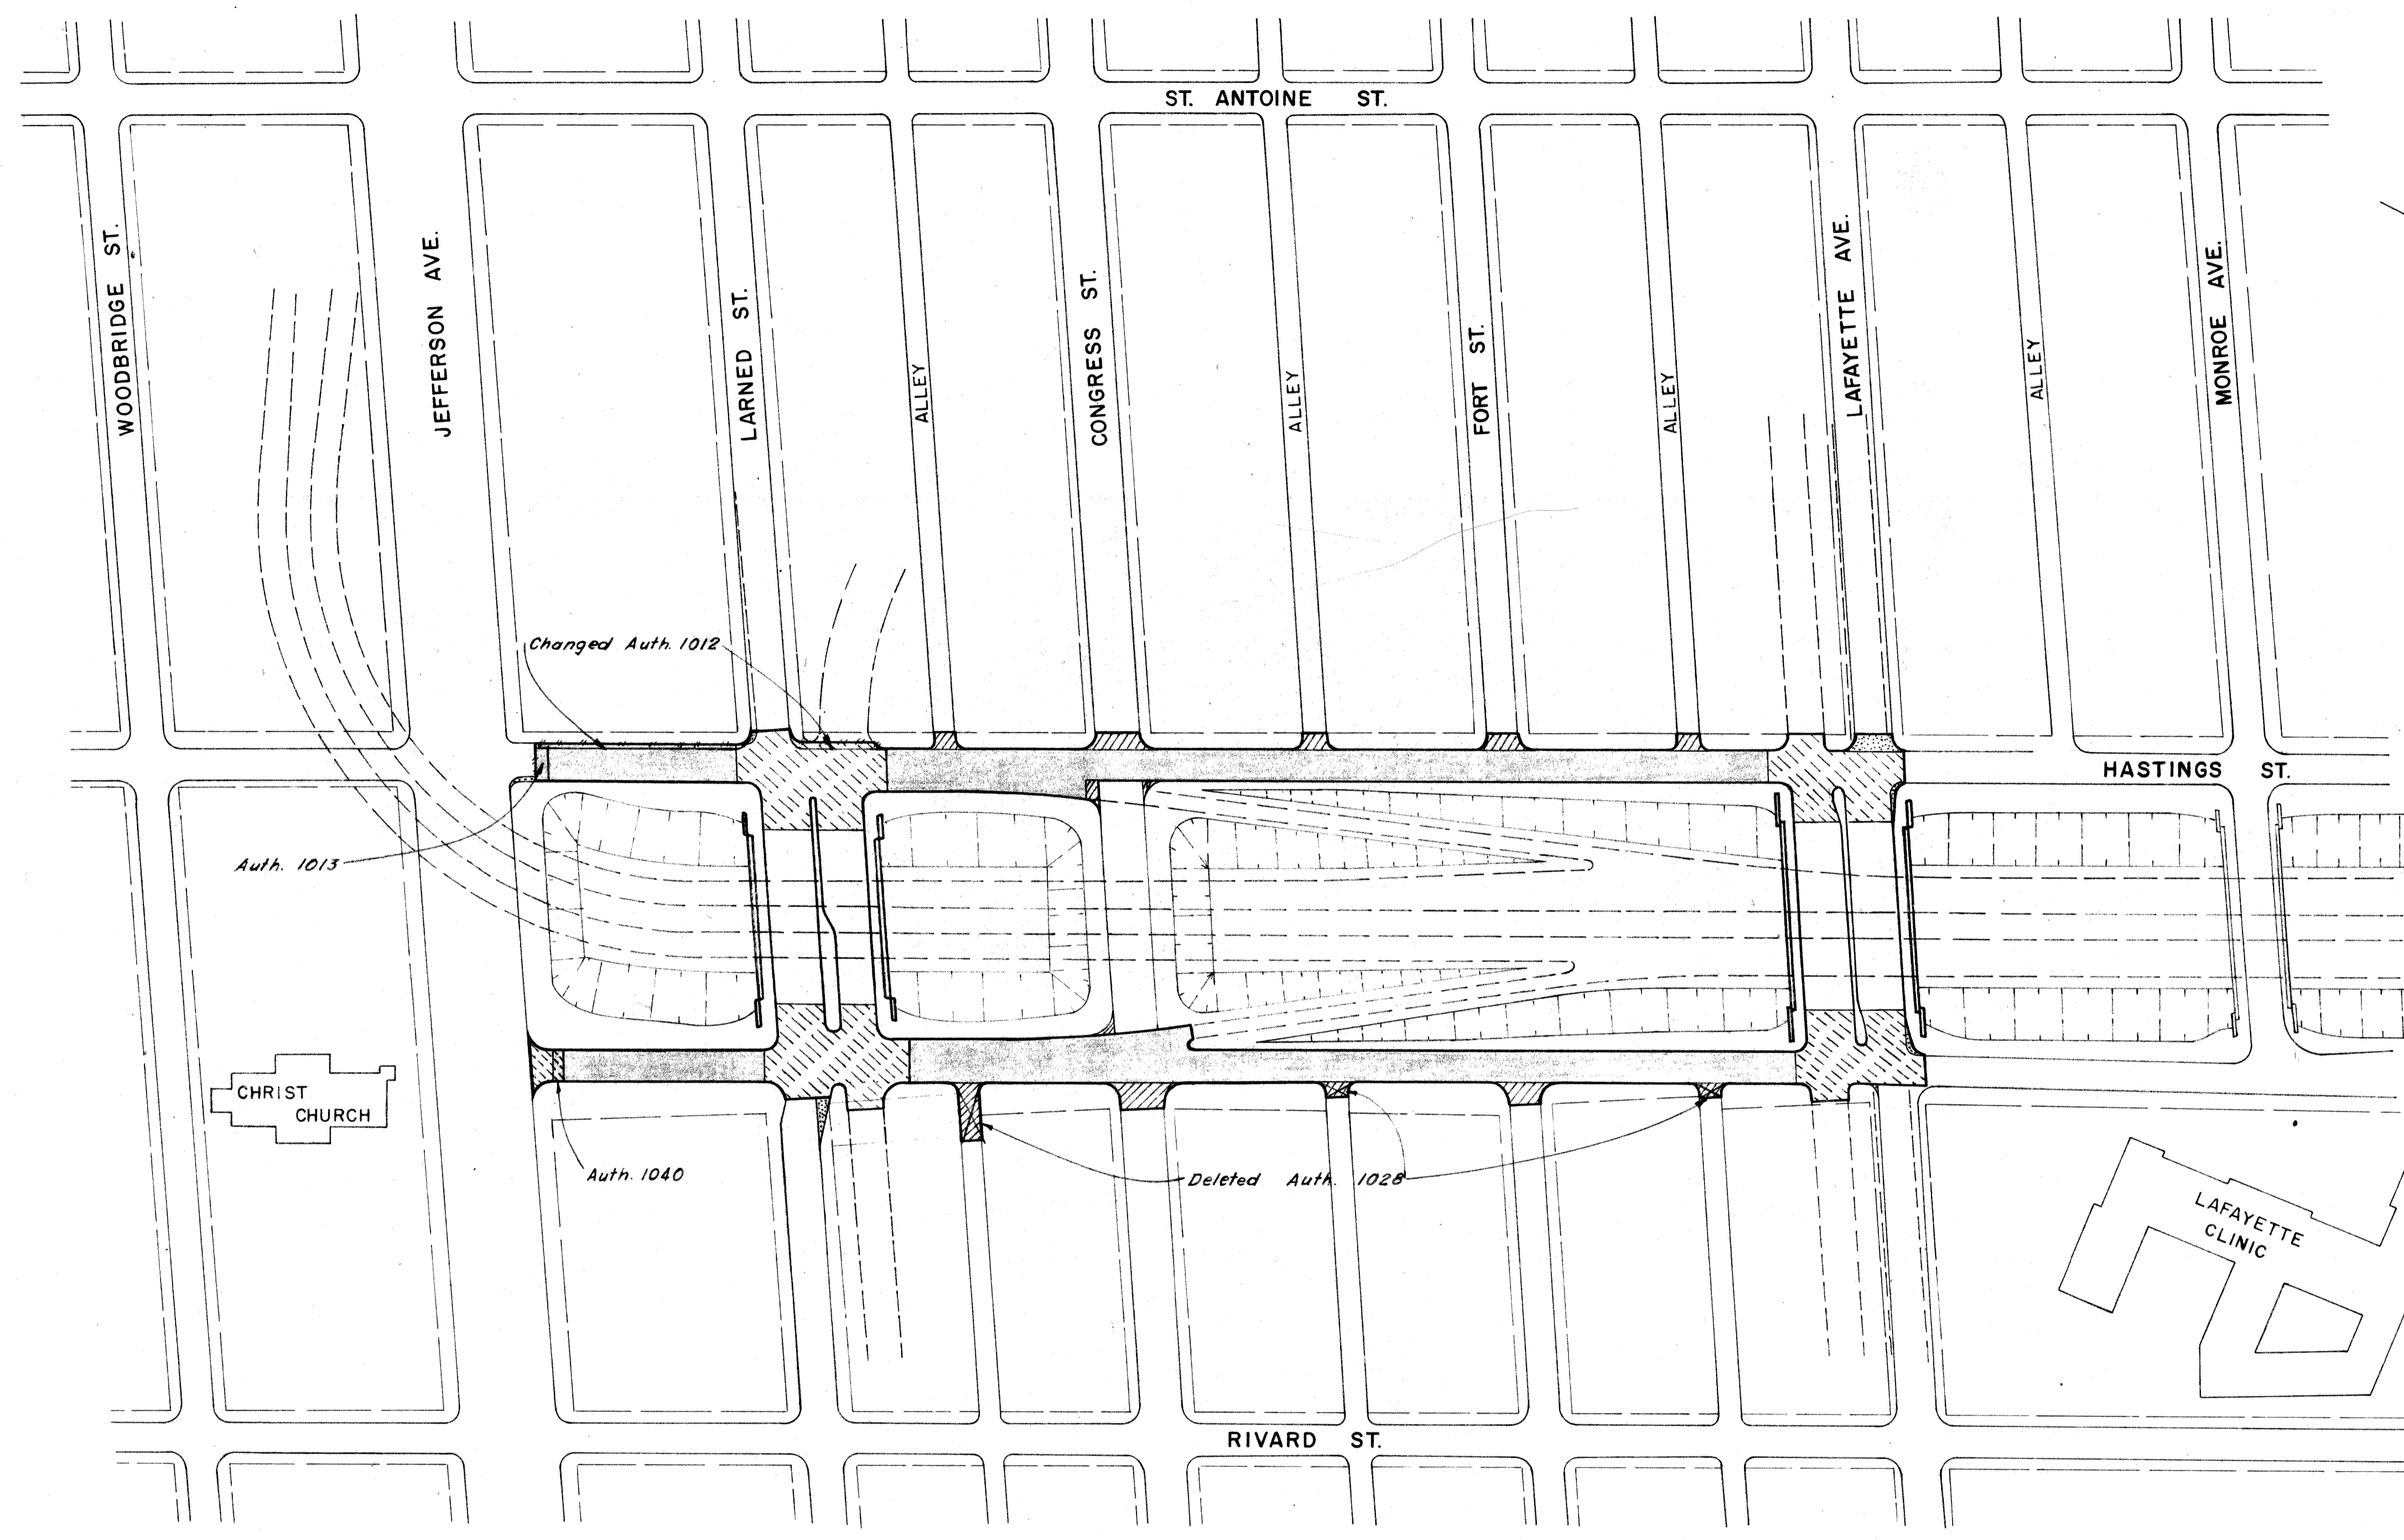 ST. ANTOINE ST.
WOODBRIDGE ST.
JEFFERSON AVE.
LARNED ST.
ALLEY
CONGRESS ST.
ALLEY
FORT ST.
ALLEY
LAFAYETTE AVE.
ALLEY
MONROE AVE.
Changed Auth. 1012
HASTINGS ST.
Auth. 1013
CHRIST
CHURCH
Auth. 1040
Deleted Auth. 1028
LAFAYETTE
CLINIC
RIVARD ST.